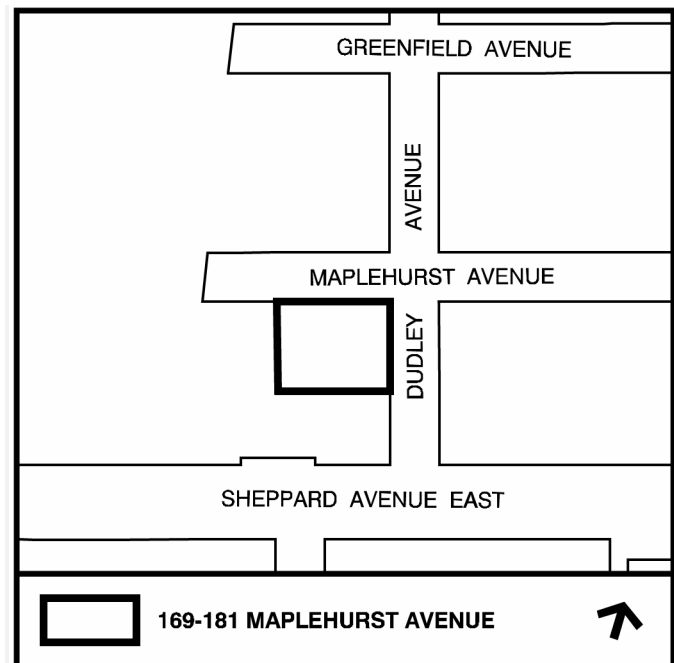 GREENFIELD AVENUE
AVENUE
MAPLEHURST AVENUE
DUDLEY
SHEPPARD AVENUE EAST
169-181 MAPLEHURST AVENUE